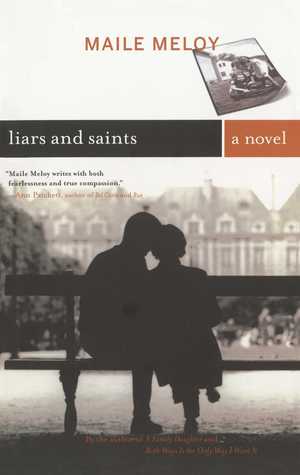 MAILE MELOY
liars and saints
a novel
"Maile Meloy writes with both
fearlessness and true compassion."
—Ann Patchett, author of Bel Canto and Run
By the author of A Family Daughter and
Both Ways Is the Only Way I Want It